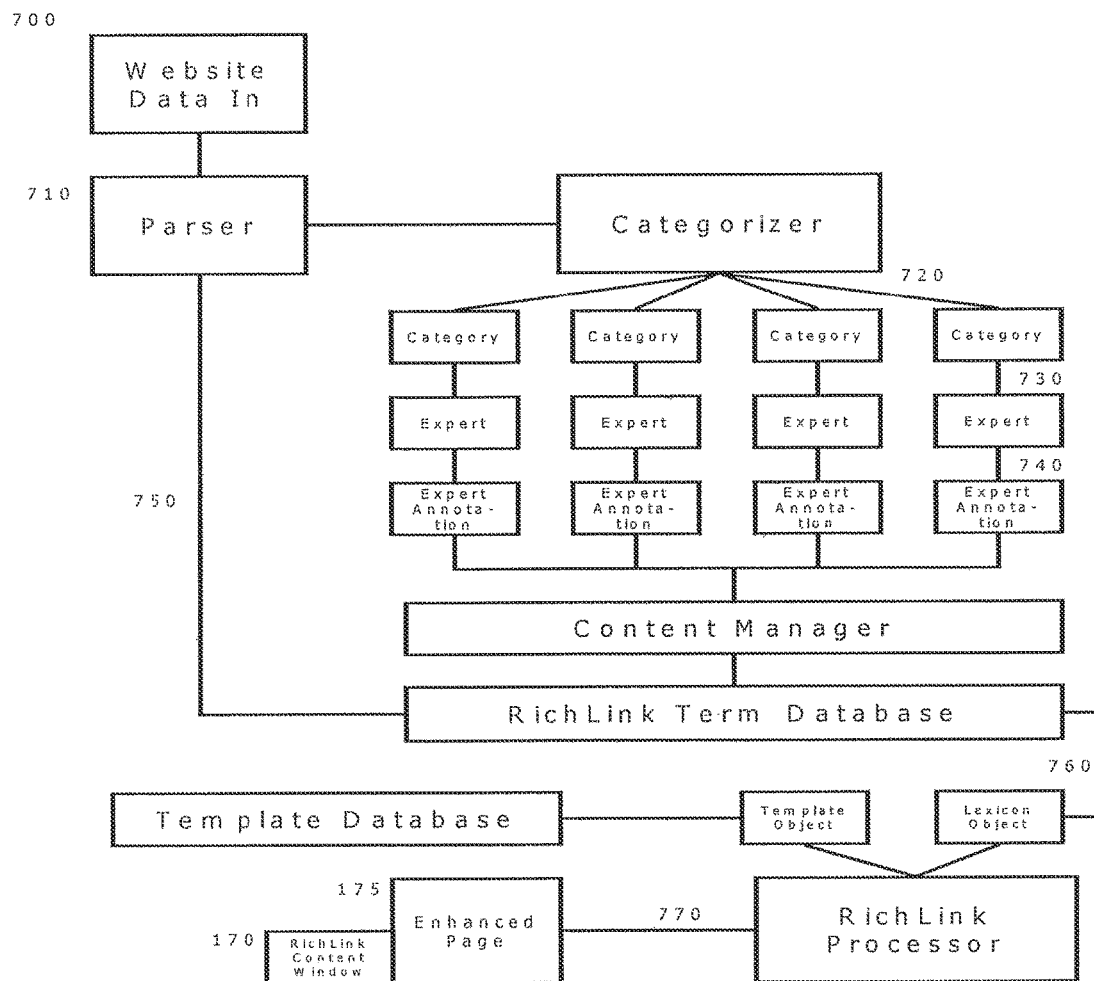 700
Website
Data In
710
Parser
Categorizer
720
Category
Category
Category
Category
730
Expert
Expert
Expert
Expert
740
750
Expert
Annota-
tion
Expert
Annota-
tion
Expert
Annota-
tion
Expert
Annota-
tion
Content Manager
RichLink Term Database
760
Template Database
Template
Object
Lexicon
Object
175
Enhanced
Page
770
RichLink
Processor
170
RichLink
Content
Window